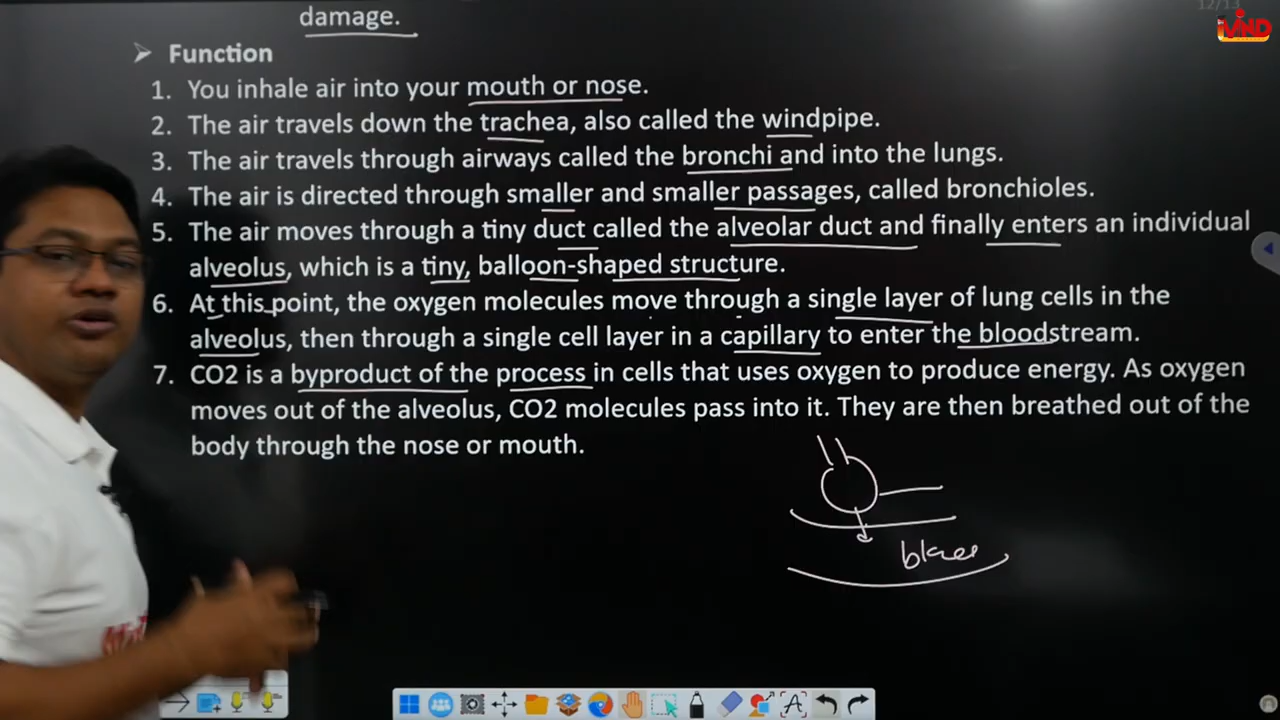 12/13
damage.
➢ Function
1. You inhale air into your mouth or nose.
2. The air travels down the trachea, also called the windpipe.
3. The air travels through airways called the bronchi and into the lungs.
4. The air is directed through smaller and smaller passages, called bronchioles.
5. The air moves through a tiny duct called the alveolar duct and finally enters an individual
alveolus, which is a tiny, balloon-shaped structure.
6. At this point, the oxygen molecules move through a single layer of lung cells in the
alveolus, then through a single cell layer in a capillary to enter the bloodstream.
7. CO2 is a byproduct of the process in cells that uses oxygen to produce energy. As oxygen
moves out of the alveolus, CO2 molecules pass into it. They are then breathed out of the
body through the nose or mouth.